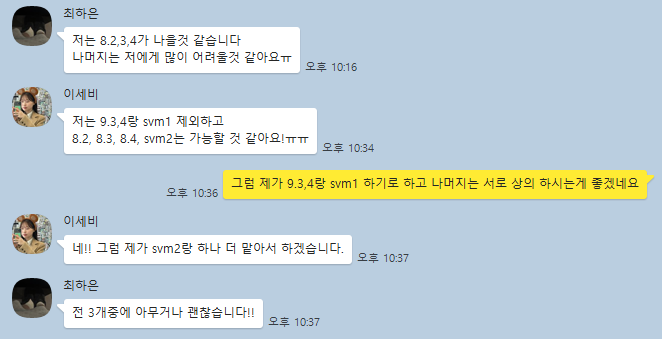 최하은
저는 8.2,3,4가 나을것 같습니다
나머지는 저에게 많이 어려울것 같아요ㅠ
오후 10:16
이세비
저는 9.3,4랑 svm1 제외하고
8.2, 8.3, 8.4, svm2는 가능할 것 같아요!ㅠㅠ
오후 10:34
오후 10:36
그럼 제가 9.3,4랑 svm1 하기로 하고 나머지는 서로 상의 하시는게 좋겠네요
이세비
네!! 그럼 제가 svm2랑 하나 더 맡아서 하겠습니다.
오후 10:37
최하은
전 3개중에 아무거나 괜찮습니다!!
오후 10:37